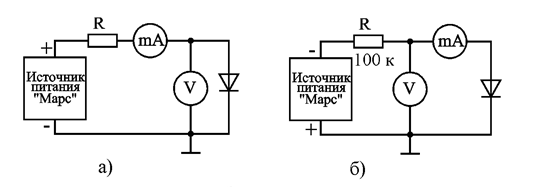 R
+
mA
Источник
питания
"Марс"
V
-
а)
R
-
100 к
mA
Источник
питания
"Марс"
V
+
б)